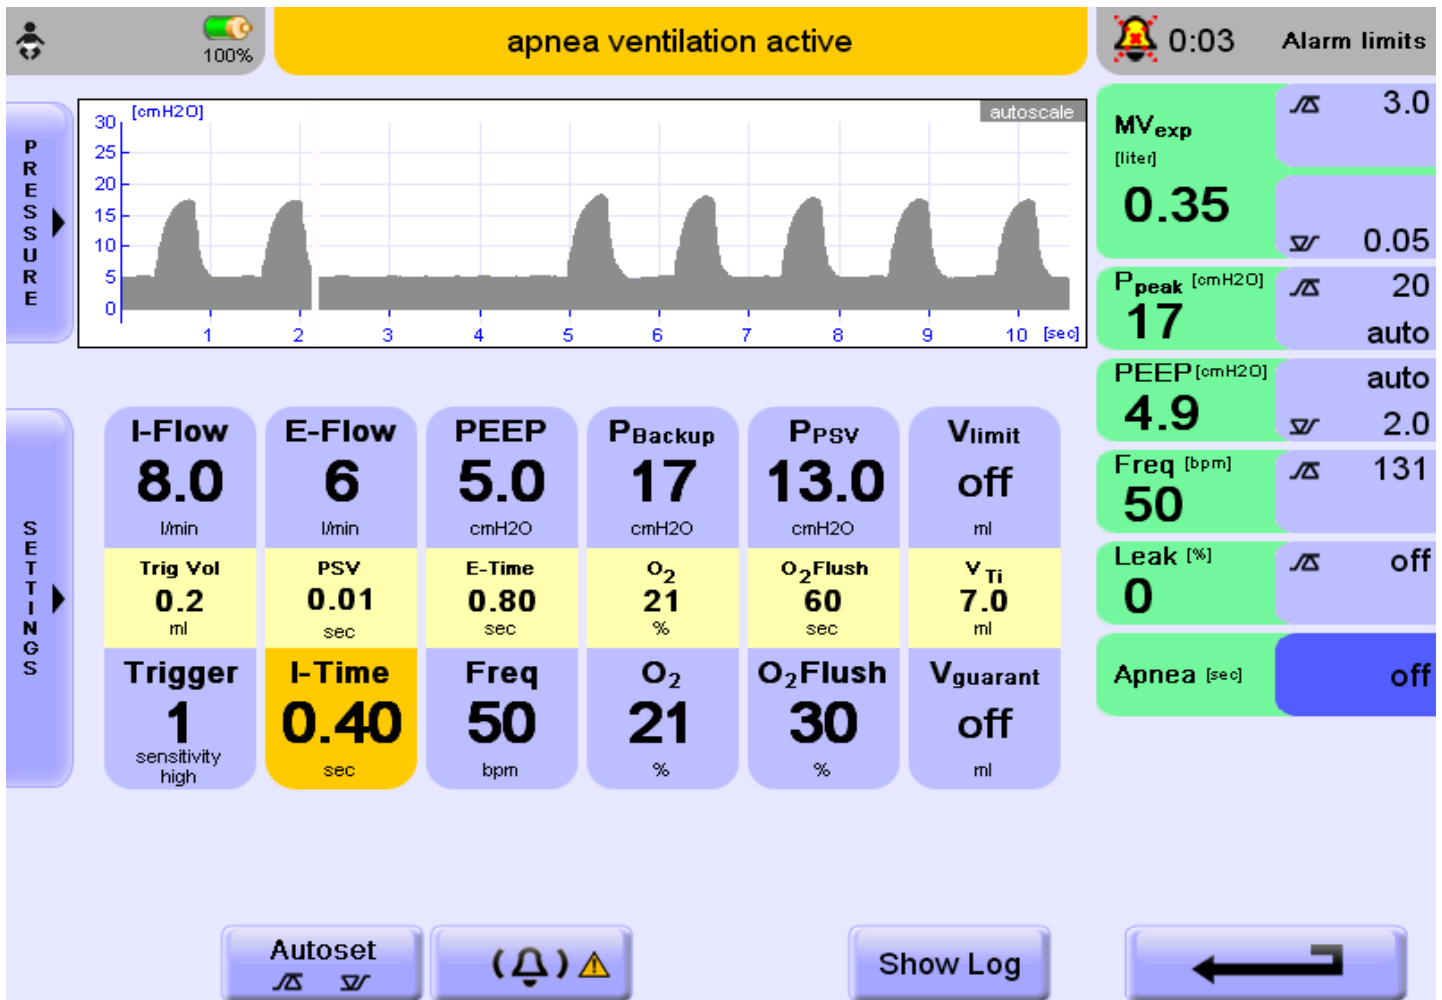 100%
apnea ventilation active
0:03
Alarm limits
PRESSURE
[cmH2O]
autoscale
30
25
20
15
10
5
0
1 2 3 4 5 6 7 8 9 10 [sec]
MVexp
[liter]
0.35
3.0
0.05
Ppeak [cmH2O]
17
20
auto
PEEP [cmH2O]
4.9
auto
2.0
Freq [bpm]
50
131
Leak [%]
0
off
Apnea [sec]
off
SETTINGS
I-Flow E-Flow PEEP PBackup PPSV Vlimit
8.0 6 5.0 17 13.0 off
l/min l/min cmH2O cmH2O cmH2O ml
Trig Vol PSV E-Time O2 O2Flush VTi
0.2 0.01 0.80 21 60 7.0
ml sec sec % sec ml
Trigger I-Time Freq O2 O2Flush Vguarant
1 0.40 50 21 30 off
sensitivity
high sec bpm % % ml
Autoset
Show Log